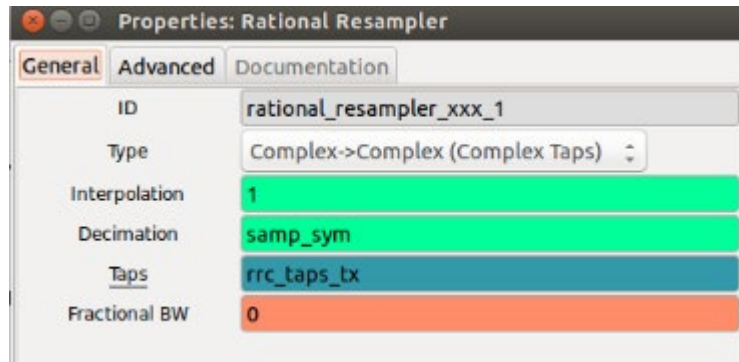 Properties: Rational Resampler
General Advanced Documentation
ID rational_resampler_xxx_1
Type Complex->Complex (Complex Taps)
Interpolation 1
Decimation samp_sym
Taps rrc_taps_tx
Fractional BW 0